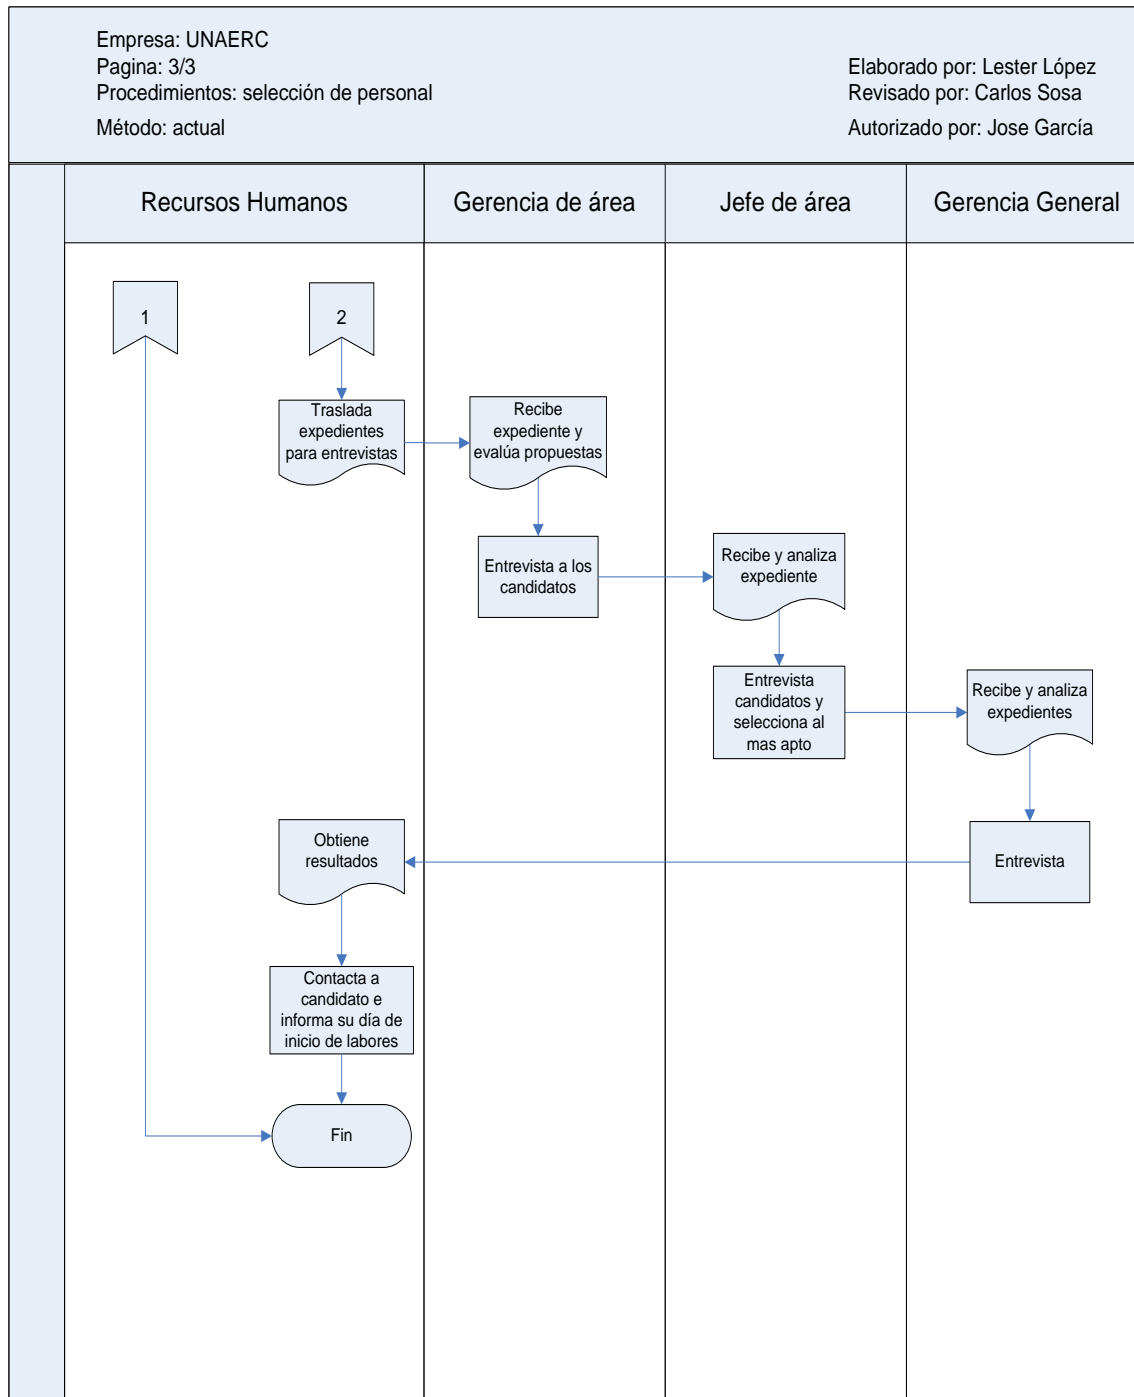 Empresa: UNAERC
Pagina: 3/3
Procedimientos: selección de personal
Método: actual
Elaborado por: Lester López
Revisado por: Carlos Sosa
Autorizado por: Jose García
Recursos Humanos
Gerencia de área
Jefe de área
Gerencia General
1
2
Traslada
expedientes
para entrevistas
Recibe
expediente y
evalúa propuestas
Entrevista a los
candidatos
Recibe y analiza
expediente
Entrevista
candidatos y
selecciona al
mas apto
Recibe y analiza
expedientes
Entrevista
Obtiene
resultados
Contacta a
candidato e
informa su día de
inicio de labores
Fin